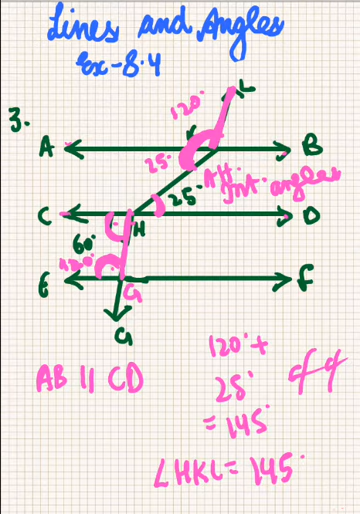 Lines and Angles
Ex-8.4
3.
L
120°
K
A
B
25°
Alt
Int. angles
25°
C
H
D
60°
120°
E
G
F
G
AB || CD
120° +
25°
= 145°
∠HKL = 145°